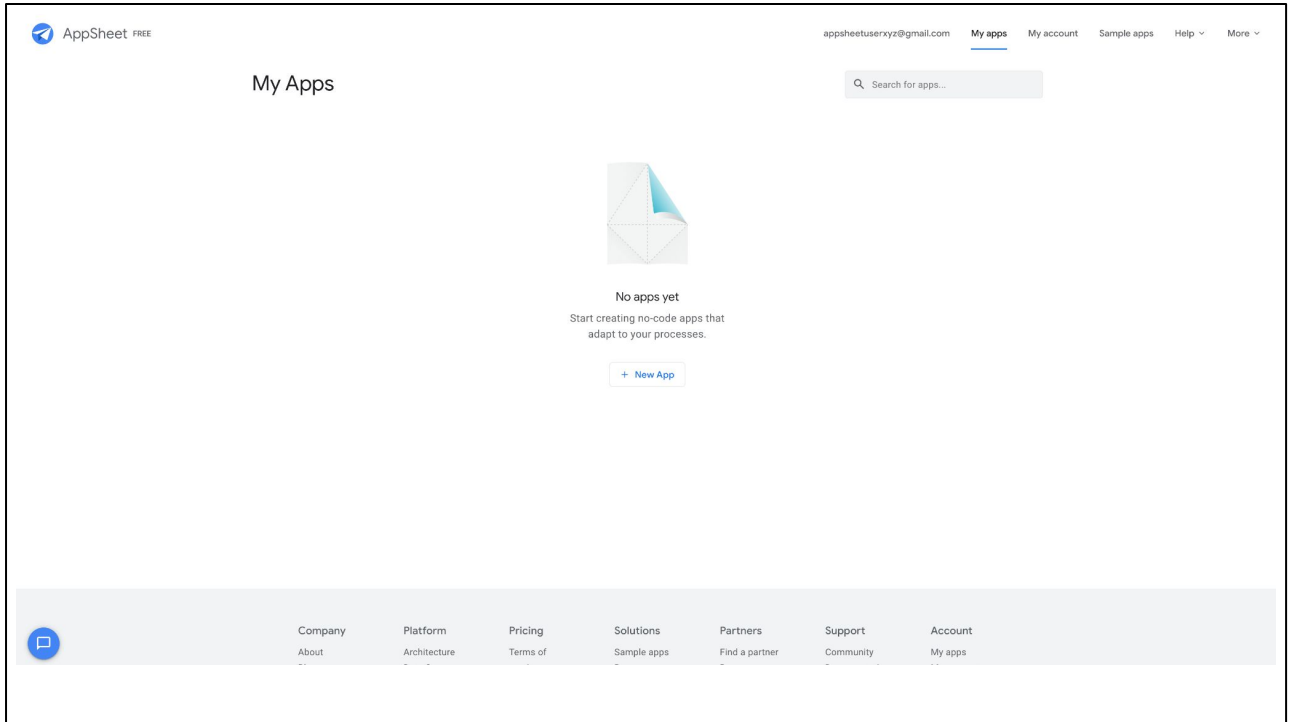 AppSheet FREE
appsheetuserxyz@gmail.com My apps My account Sample apps Help More
My Apps
Search for apps...
No apps yet
Start creating no-code apps that
adapt to your processes.
+ New App
Company Platform Pricing Solutions Partners Support Account
About Architecture Terms of Sample apps Find a partner Community My apps